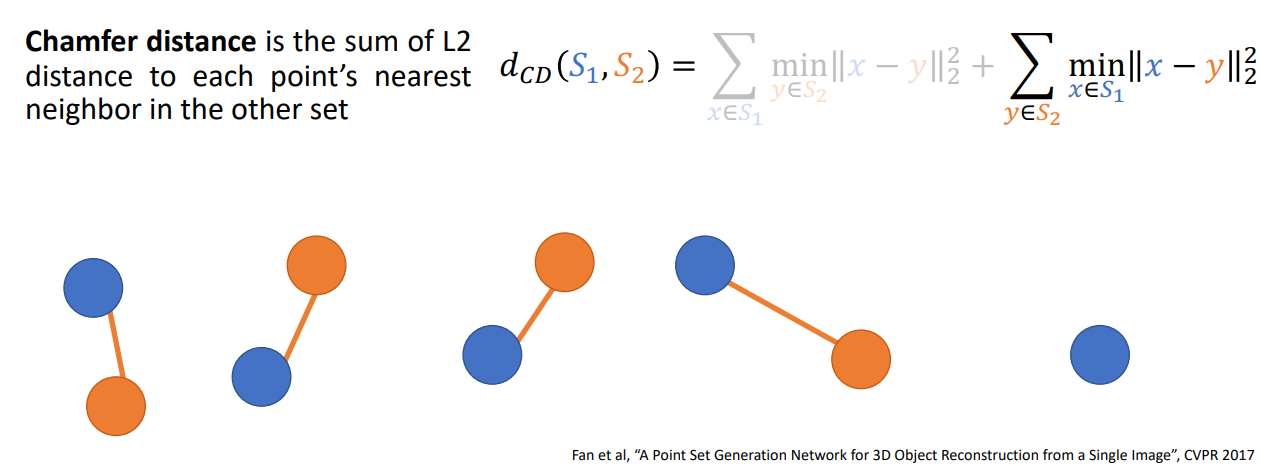 Chamfer distance is the sum of L2
distance to each point's nearest
neighbor in the other set
d_{CD}(S_1, S_2) = \sum_{x \in S_1} \min_{y \in S_2} \|x - y\|_2^2 + \sum_{y \in S_2} \min_{x \in S_1} \|x - y\|_2^2
Fan et al, “A Point Set Generation Network for 3D Object Reconstruction from a Single Image”, CVPR 2017